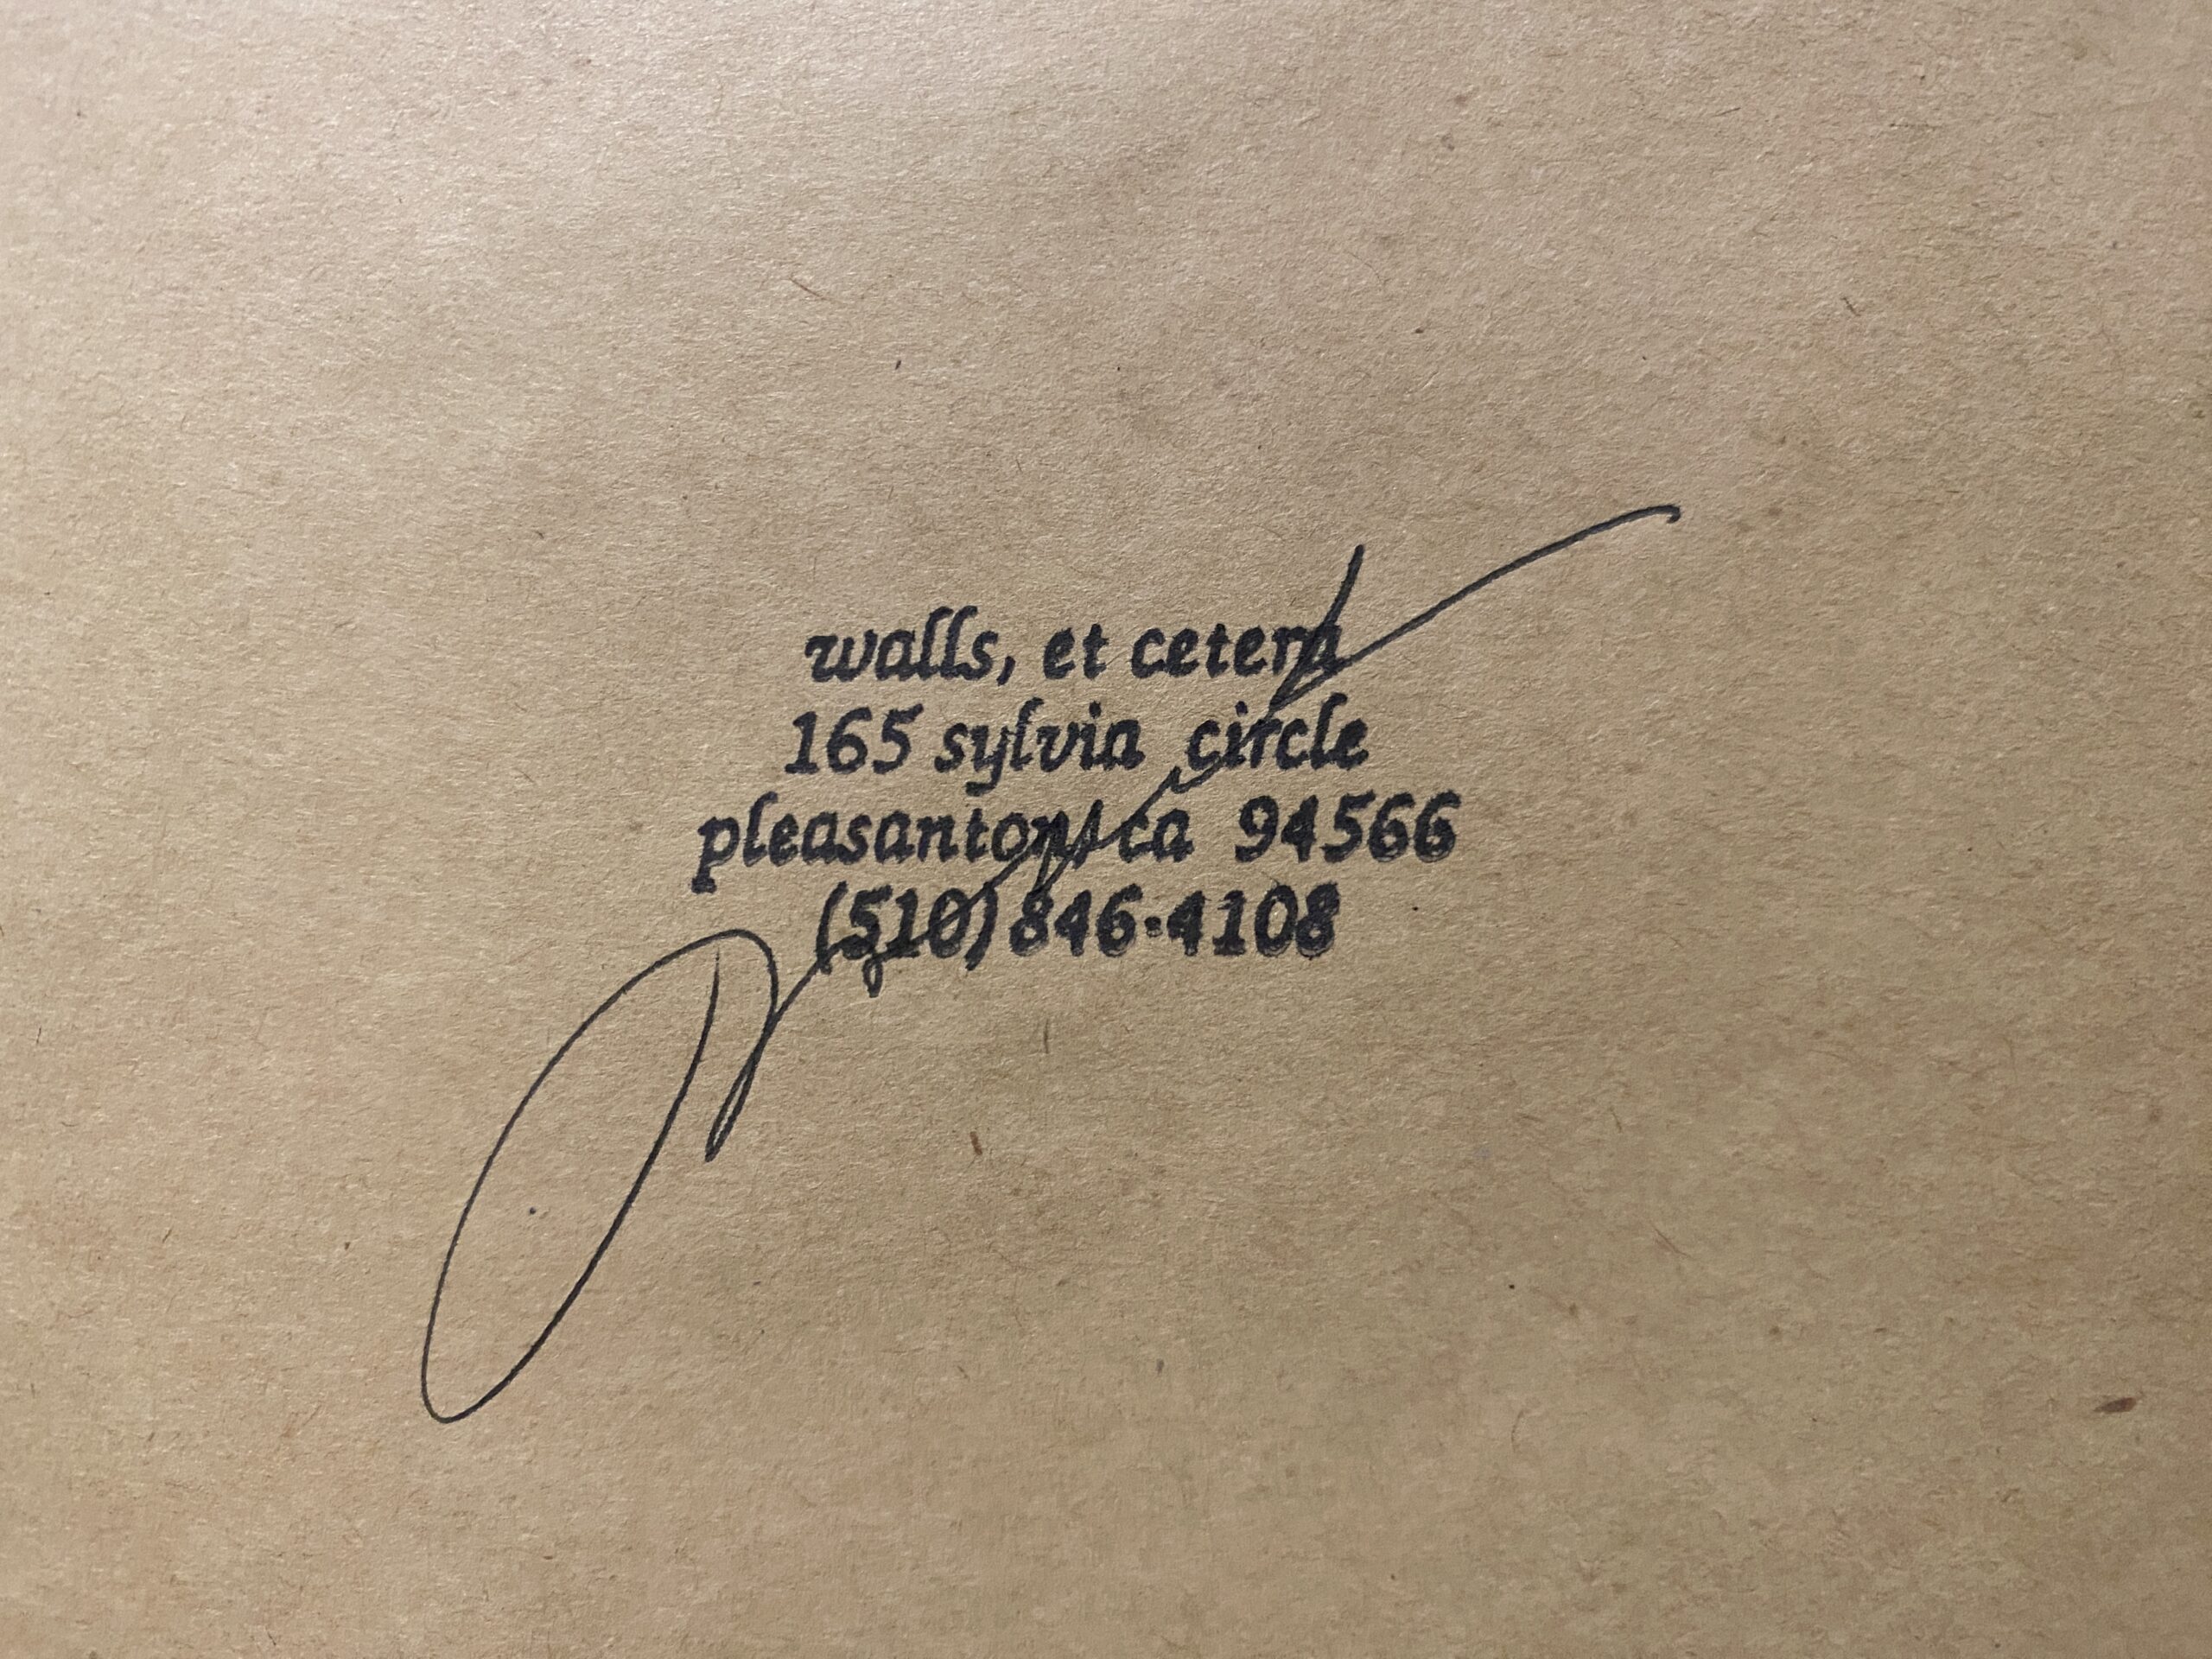 walls, et cetera
165 sylvia circle
pleasanton, ca 94566
(510) 846-4108